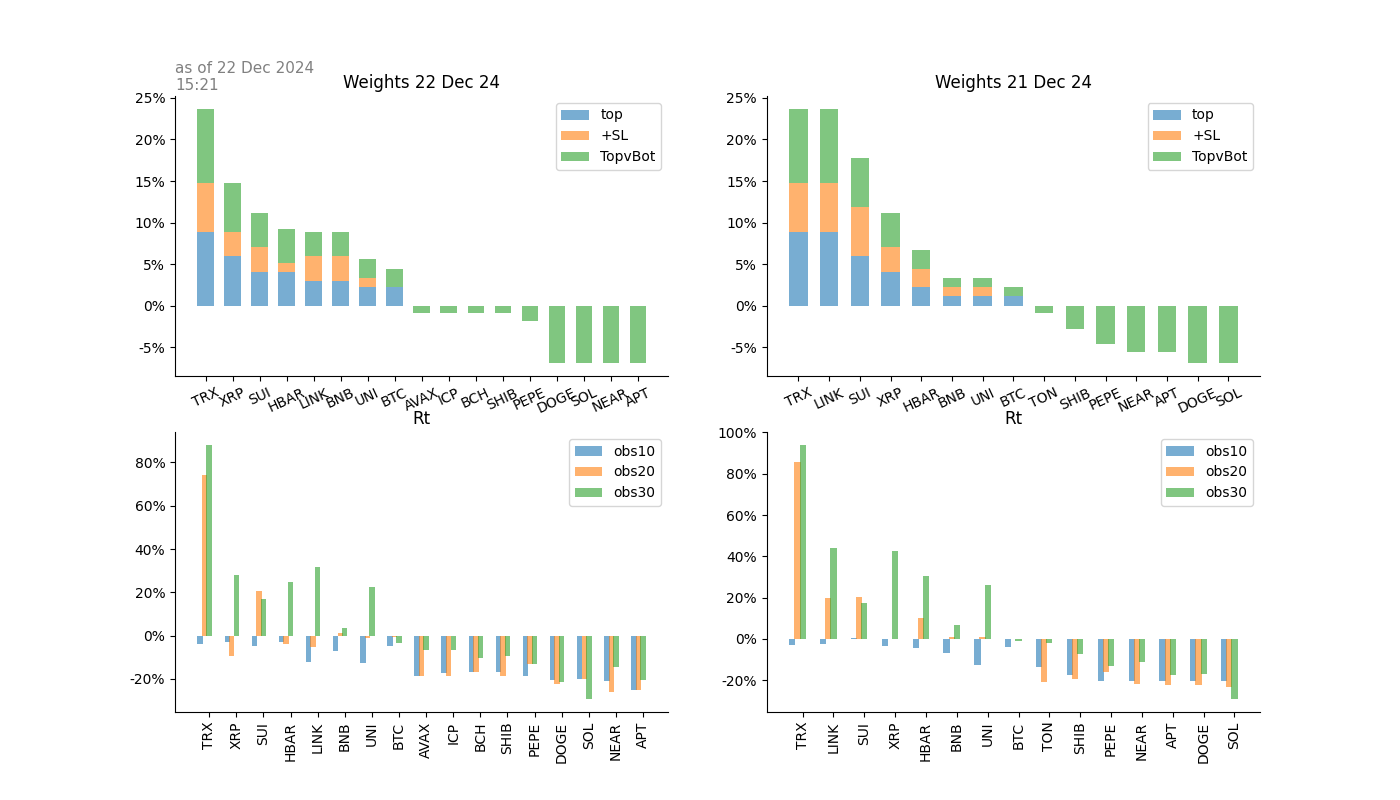 as of 22 Dec 2024
15:21
Weights 22 Dec 24
25%
20%
15%
10%
5%
0%
-5%
top
+SL
TopvBot
TRX XRP SUI HBAR LINK BNB UNI BTC AVAX ICP BCH SHIB PEPE DOGE SOL NEAR APT
Weights 21 Dec 24
25%
20%
15%
10%
5%
0%
-5%
top
+SL
TopvBot
TRX LINK SUI XRP HBAR BNB UNI BTC TON SHIB PEPE NEAR APT DOGE SOL
Rt
80%
60%
40%
20%
0%
-20%
obs10
obs20
obs30
TRX XRP SUI HBAR LINK BNB UNI BTC AVAX ICP BCH SHIB PEPE DOGE SOL NEAR APT
Rt
100%
80%
60%
40%
20%
0%
-20%
obs10
obs20
obs30
TRX LINK SUI XRP HBAR BNB UNI BTC TON SHIB PEPE NEAR APT DOGE SOL